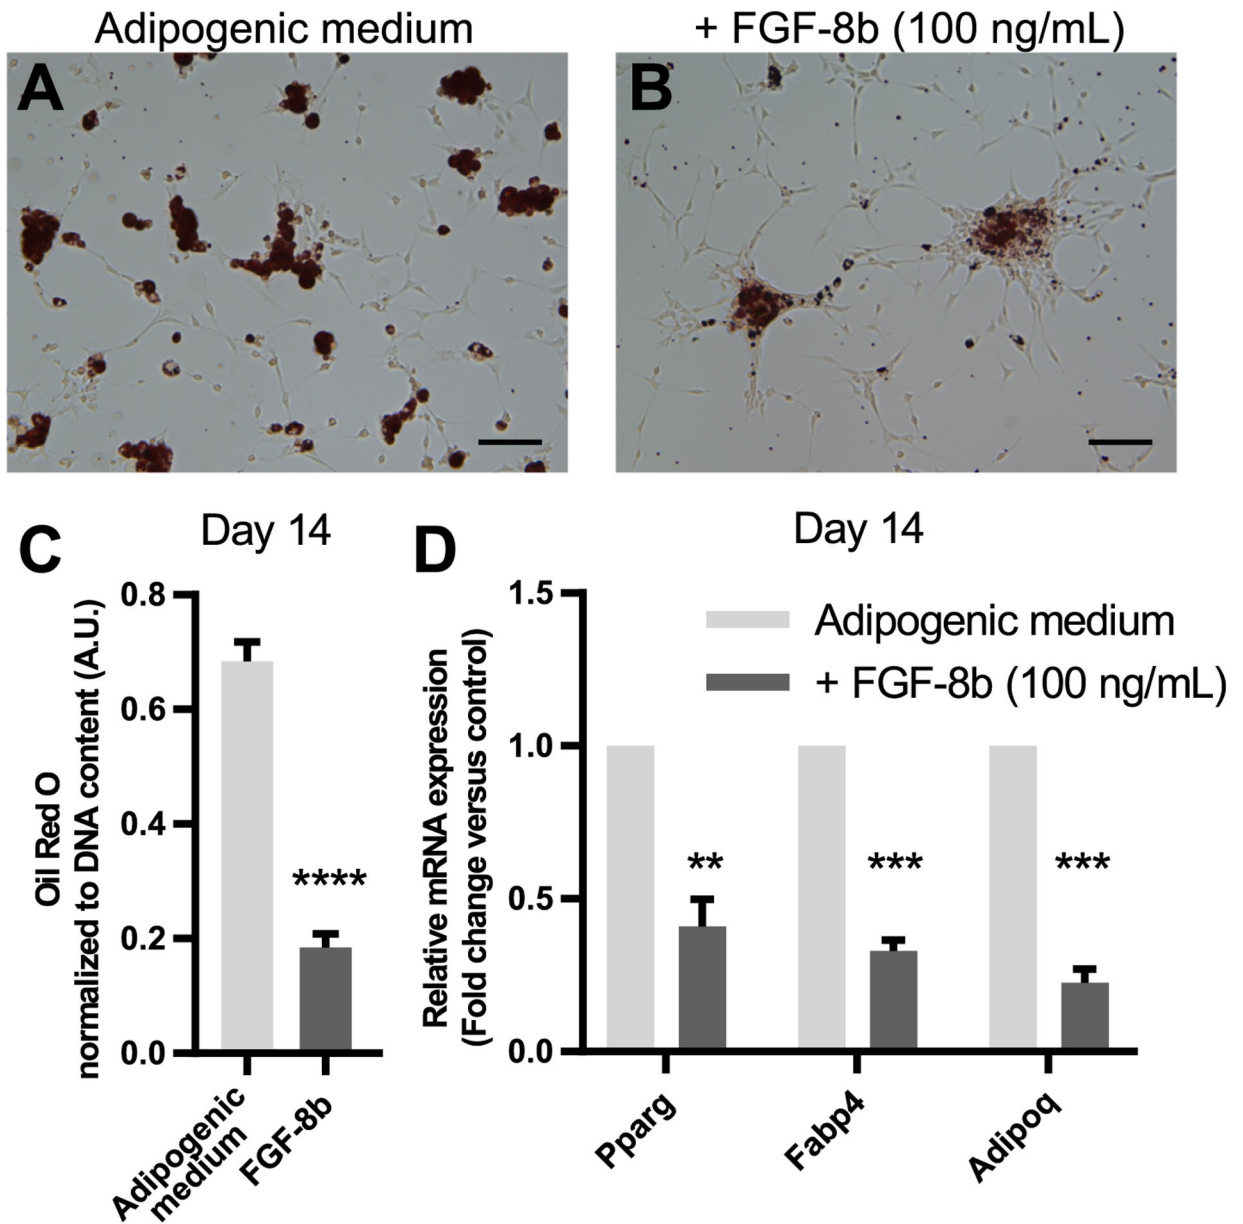 Adipogenic medium
+ FGF-8b (100 ng/mL)
A
B
C
Day 14
Oil Red O
normalized to DNA content (A.U.)
0.8
0.6
0.4
0.2
0.0
****
Adipogenic
medium
FGF-8b
D
Day 14
Relative mRNA expression
(Fold change versus control)
1.5
1.0
0.5
0.0
Adipogenic medium
+ FGF-8b (100 ng/mL)
**
***
***
Pparg
Fabp4
Adipoq